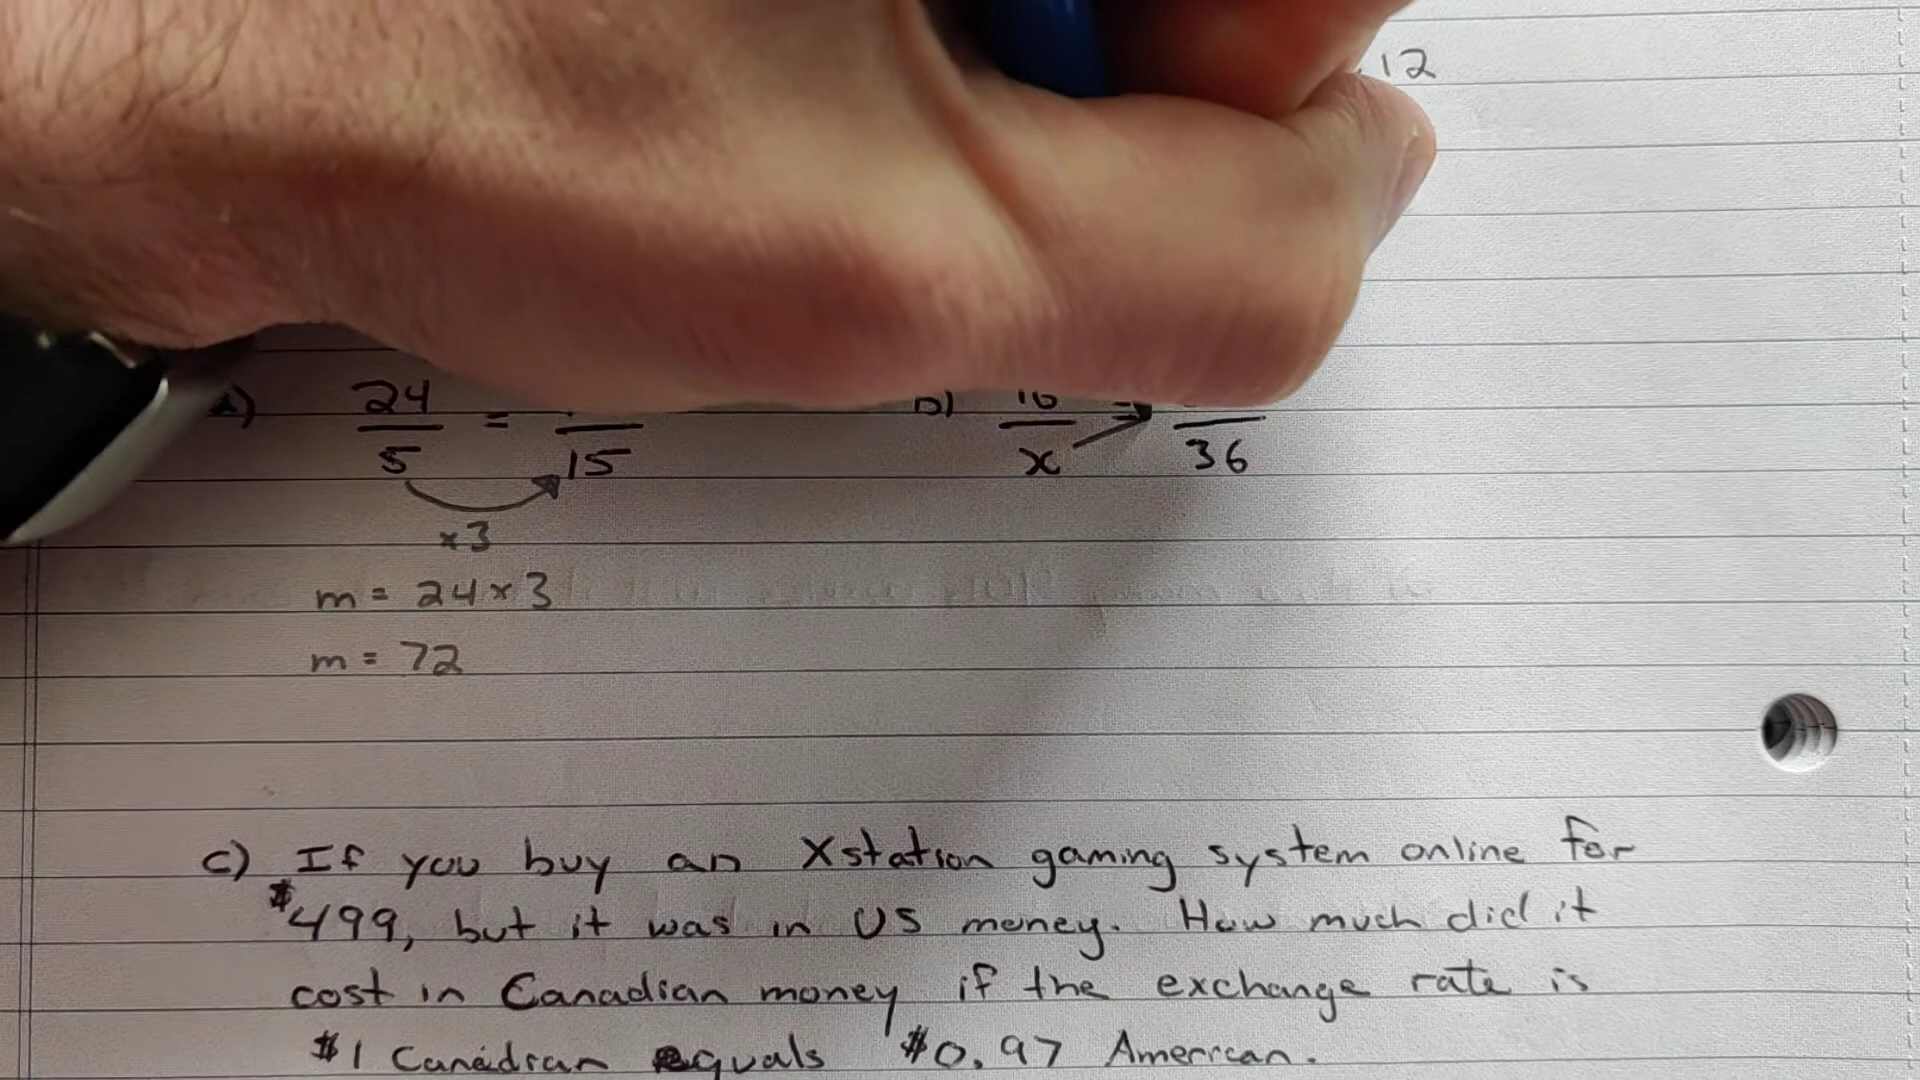 12
24
5 = 15
x 36
x3
m = 24 x 3
m = 72
c) If you buy an Xstation gaming system online for
$499, but it was in US money. How much did it
cost in Canadian money if the exchange rate is
$1 Canadian equals $0.97 American.